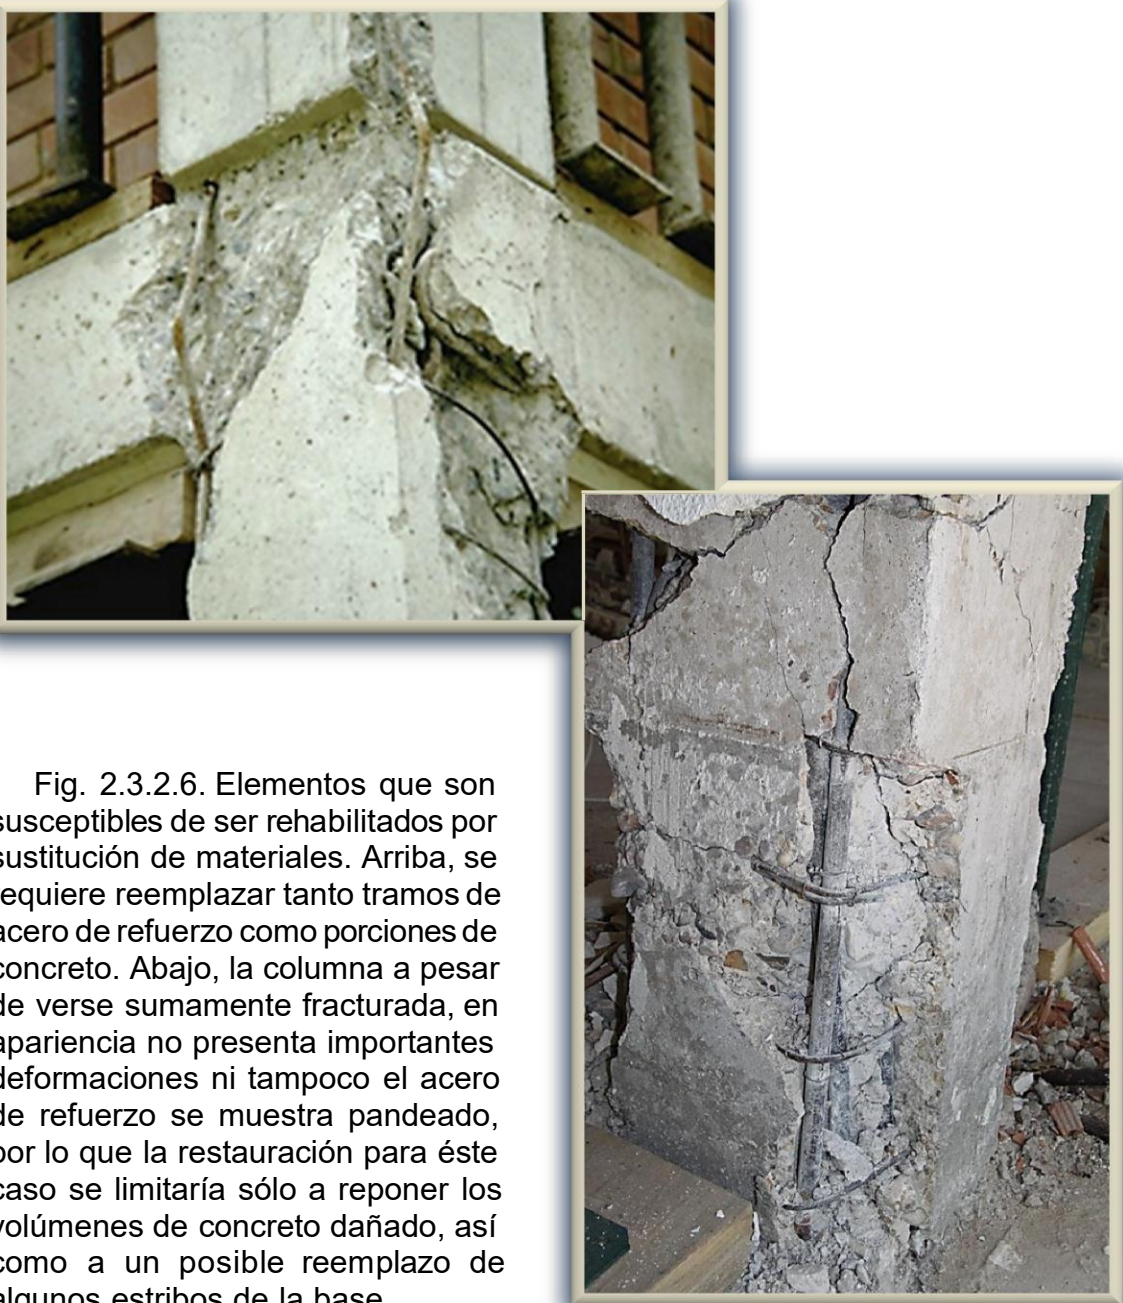 Fig. 2.3.2.6. Elementos que son
susceptibles de ser rehabilitados por
sustitución de materiales. Arriba, se
requiere reemplazar tanto tramos de
acero de refuerzo como porciones de
concreto. Abajo, la columna a pesar
de verse sumamente fracturada, en
apariencia no presenta importantes
deformaciones ni tampoco el acero
de refuerzo se muestra pandeado,
por lo que la restauración para éste
caso se limitaría sólo a reponer los
volúmenes de concreto dañado, así
como a un posible reemplazo de
algunos estribos de la base